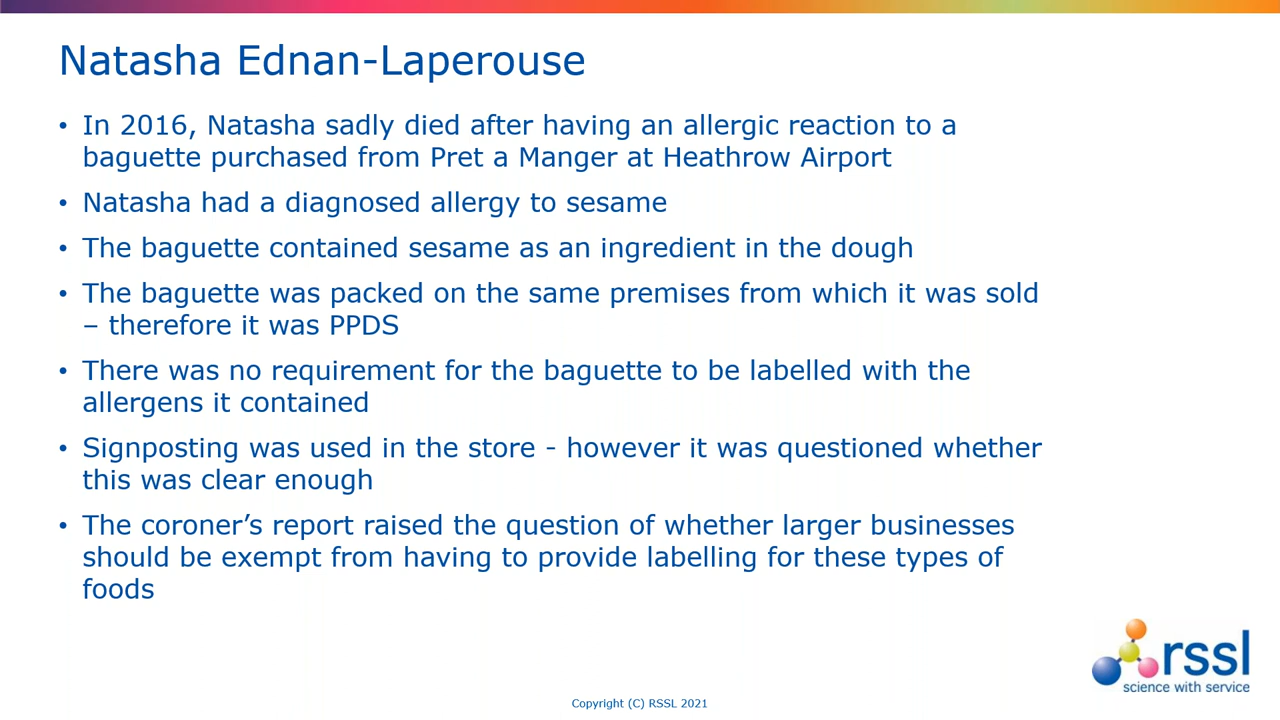 Natasha Ednan-Laperouse
• In 2016, Natasha sadly died after having an allergic reaction to a
baguette purchased from Pret a Manger at Heathrow Airport
• Natasha had a diagnosed allergy to sesame
• The baguette contained sesame as an ingredient in the dough
• The baguette was packed on the same premises from which it was sold
– therefore it was PPDS
• There was no requirement for the baguette to be labelled with the
allergens it contained
• Signposting was used in the store - however it was questioned whether
this was clear enough
• The coroner’s report raised the question of whether larger businesses
should be exempt from having to provide labelling for these types of
foods
rssl
science with service
Copyright (C) RSSL 2021